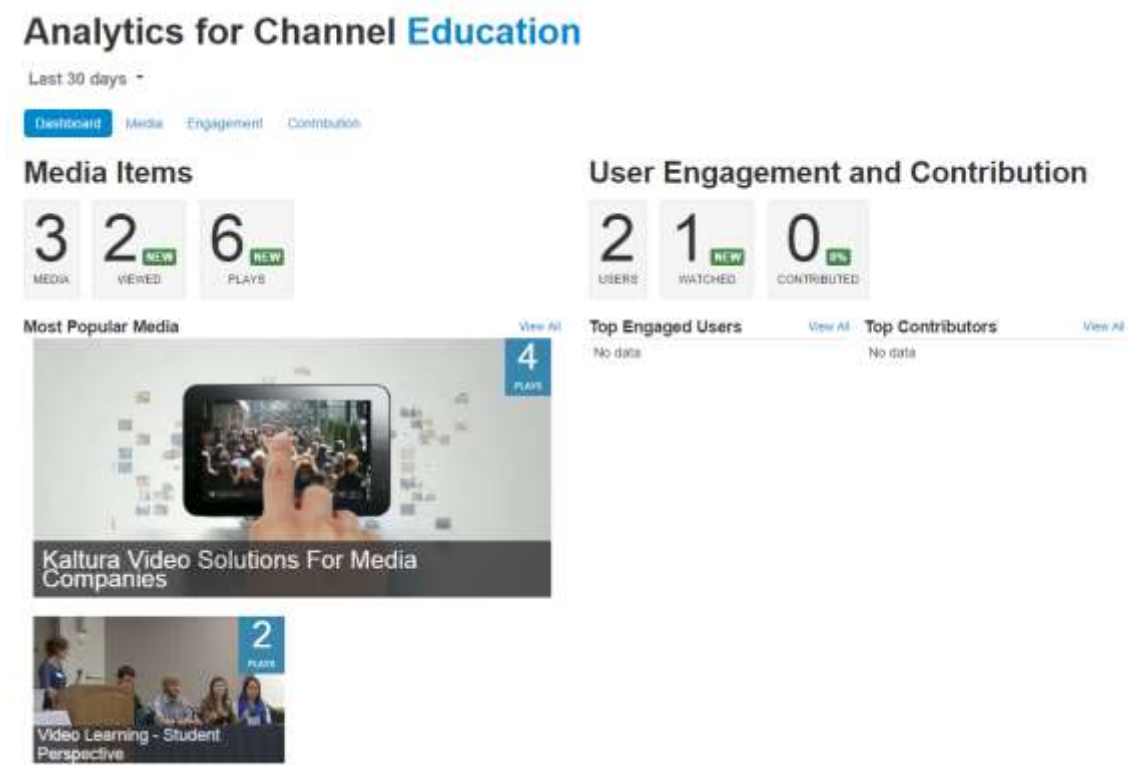 Analytics for Channel Education
Last 30 days
Dashboard Media Engagement Contribution
Media Items
3
MEDIA
2 NEW
VIEWED
6 NEW
PLAYS
Most Popular Media View All
4
PLAYS
Kaltura Video Solutions For Media
Companies
2
PLAYS
Video Learning - Student
Perspective
User Engagement and Contribution
2
USERS
1 NEW
WATCHED
0 0%
CONTRIBUTED
Top Engaged Users View All
No data
Top Contributors View All
No data